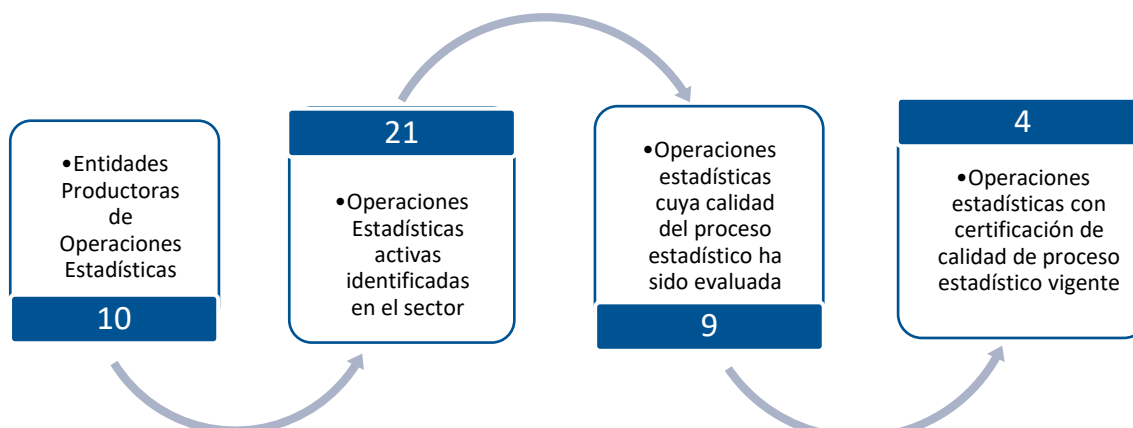 •Entidades
Productoras
de
Operaciones
Estadísticas
10
21
•Operaciones
Estadísticas
activas
identificadas
en el sector
•Operaciones
estadísticas
cuya calidad
del proceso
estadístico ha
sido evaluada
9
4
•Operaciones
estadísticas con
certificación de
calidad de proceso
estadístico vigente